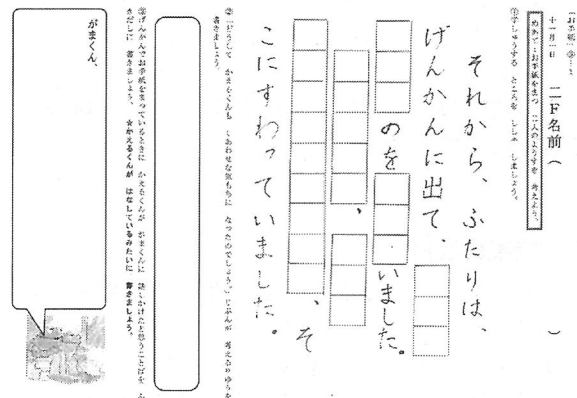 「お手紙」
十一月一日 二F名前( )
めあて:お手紙をまつ 二人のようすを 考えよう。
①学しゅうする ところを ししゃ しましょう。
それから、ふたりは、
げんかんに出て、
のを いました。
、
、そ
こにすわっていました。
②「どうして かえるくんも しあわせな気もちに なったのでしょう。」じぶんが 考えるりゆうを
書きましょう。
③げんかんでお手紙をまっているときに かえるくんが がまくんに 話しかけたと思うことばを ふ
きだしに 書きましょう。 ★かえるくんが はなしているみたいに 書きましょう。
がまくん、